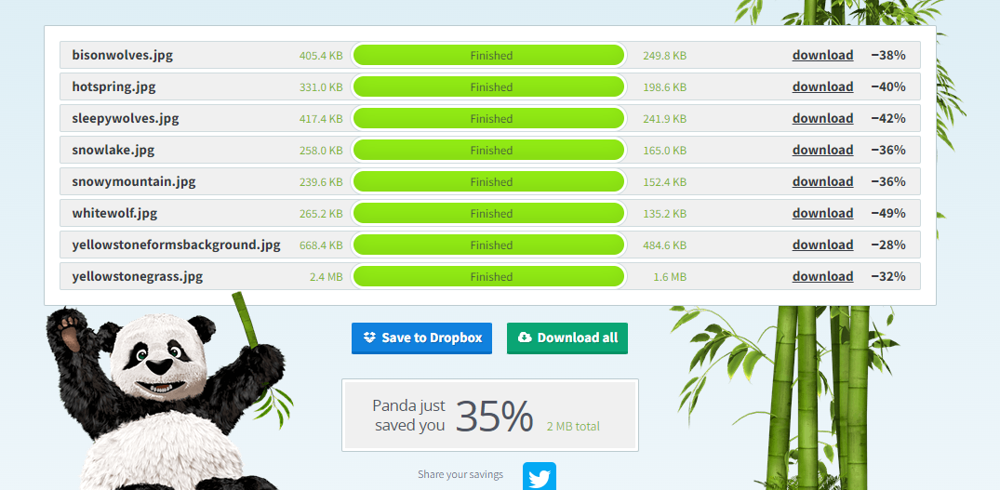 bisonwolves.jpg 405.4 KB Finished 249.8 KB download −38%
hotspring.jpg 331.0 KB Finished 198.6 KB download −40%
sleepywolves.jpg 417.4 KB Finished 241.9 KB download −42%
snowlake.jpg 258.0 KB Finished 165.0 KB download −36%
snowymountain.jpg 239.6 KB Finished 152.4 KB download −36%
whitewolf.jpg 265.2 KB Finished 135.2 KB download −49%
yellowstoneformsbackground.jpg 668.4 KB Finished 484.6 KB download −28%
yellowstonegrass.jpg 2.4 MB Finished 1.6 MB download −32%
Save to Dropbox Download all
Panda just
saved you 35% 2 MB total
Share your savings